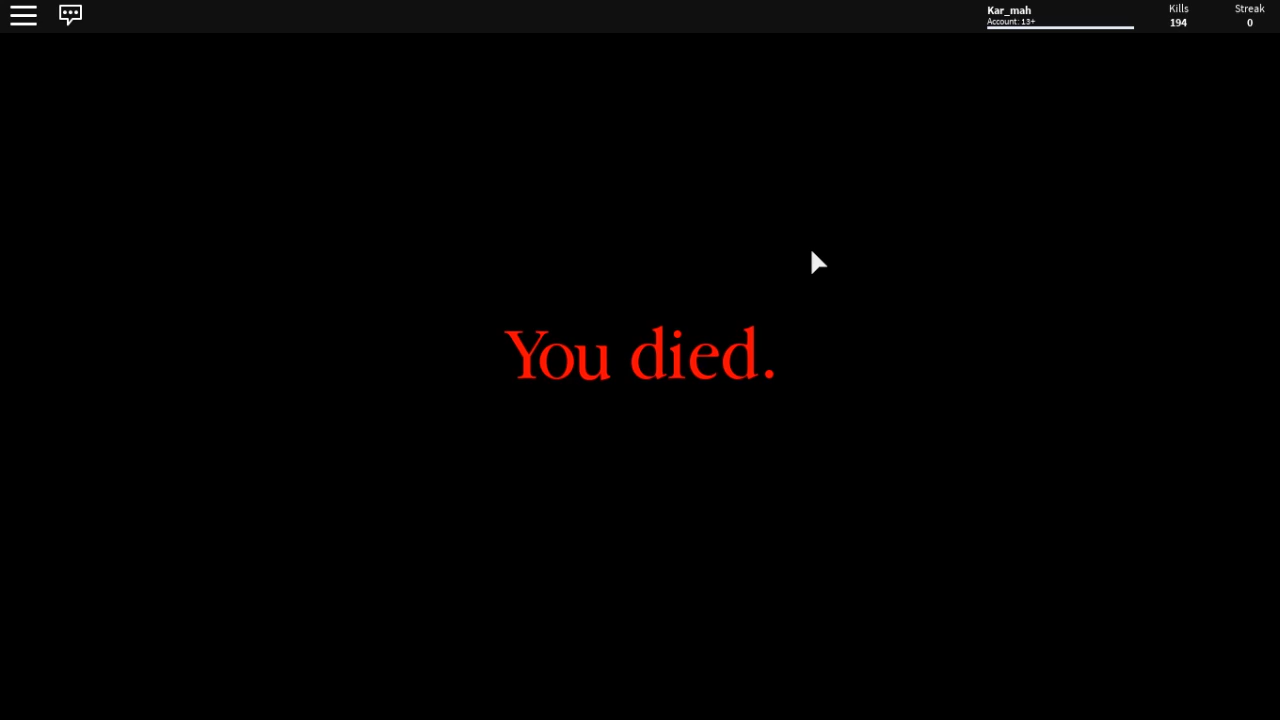 Kar_mah
Account: 13+
Kills
194
Streak
0
You died.